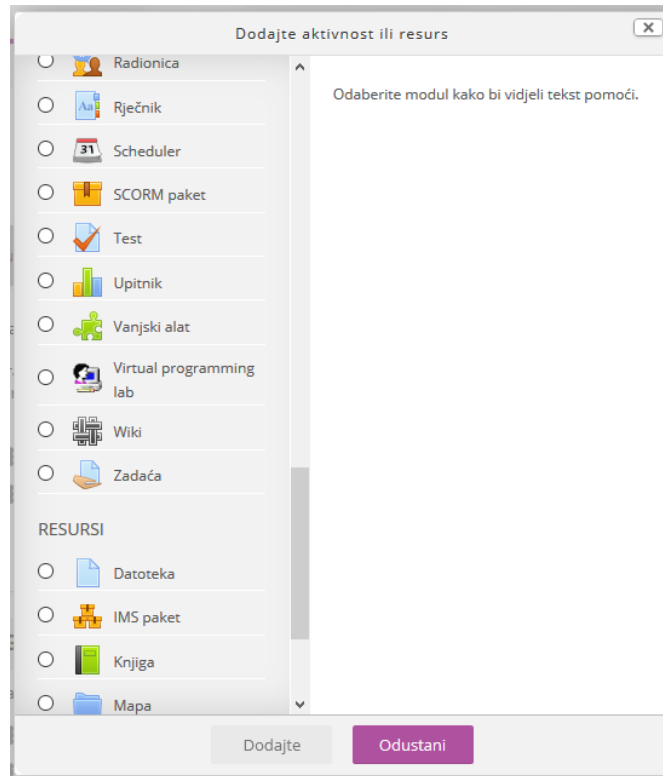 Dodajte aktivnost ili resurs
Radionica
Rječnik
Aa
31
Scheduler
SCORM paket
Test
Upitnik
Vanjski alat
Virtual programming
lab
Wiki
Zadaća
RESURSI
Datoteka
IMS paket
Knjiga
Mapa
Odaberite modul kako bi vidjeli tekst pomoći.
Dodajte
Odustani